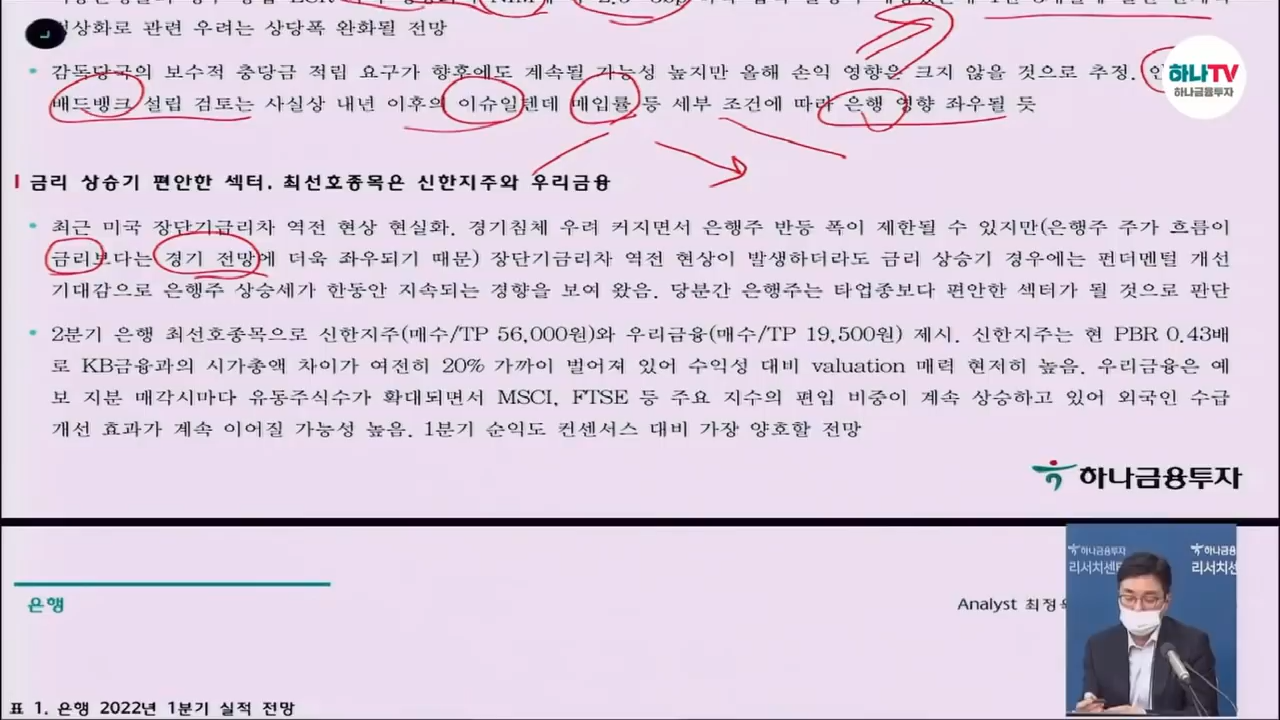 정상화로 관련 우려는 상당폭 완화될 전망
하나TV
하나금융투자
감독당국의 보수적 충당금 적립 요구가 향후에도 계속될 가능성 높지만 올해 손익 영향은 크지 않을 것으로 추정.
배드뱅크 설립 검토는 사실상 내년 이후의 이슈일텐데 매입률 등 세부 조건에 따라 은행 영향 좌우될 듯
금리 상승기 편안한 섹터. 최선호종목은 신한지주와 우리금융
최근 미국 장단기금리차 역전 현상 현실화. 경기침체 우려 커지면서 은행주 반등 폭이 제한될 수 있지만(은행주 주가 흐름이
금리보다는 경기 전망에 더욱 좌우되기 때문) 장단기금리차 역전 현상이 발생하더라도 금리 상승기 경우에는 펀더멘털 개선
기대감으로 은행주 상승세가 한동안 지속되는 경향을 보여 왔음. 당분간 은행주는 타업종보다 편안한 섹터가 될 것으로 판단
2분기 은행 최선호종목으로 신한지주(매수/TP 56,000원)와 우리금융(매수/TP 19,500원) 제시. 신한지주는 현 PBR 0.43배
로 KB금융과의 시가총액 차이가 여전히 20% 가까이 벌어져 있어 수익성 대비 valuation 매력 현저히 높음. 우리금융은 예
보 지분 매각시마다 유동주식수가 확대되면서 MSCI, FTSE 등 주요 지수의 편입 비중이 계속 상승하고 있어 외국인 수급
개선 효과가 계속 이어질 가능성 높음. 1분기 순익도 컨센서스 대비 가장 양호할 전망
하나금융투자
은행
Analyst 최정
하나금융투자
리서치센터
하나금융
리서치센
표 1. 은행 2022년 1분기 실적 전망